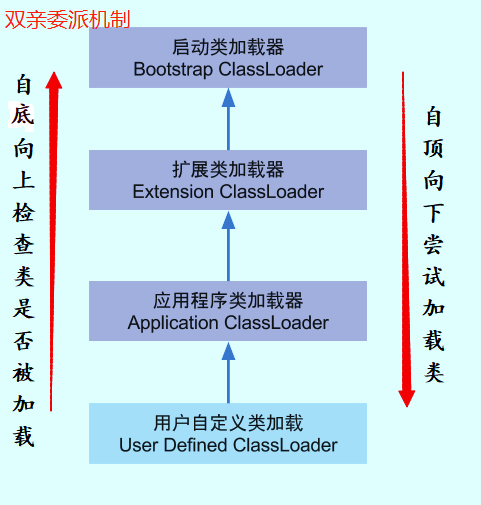 双亲委派机制
启动类加载器
Bootstrap ClassLoader
扩展类加载器
Extension ClassLoader
应用程序类加载器
Application ClassLoader
用户自定义类加载
User Defined ClassLoader
自底向上检查类是否被加载
自顶向下尝试加载类